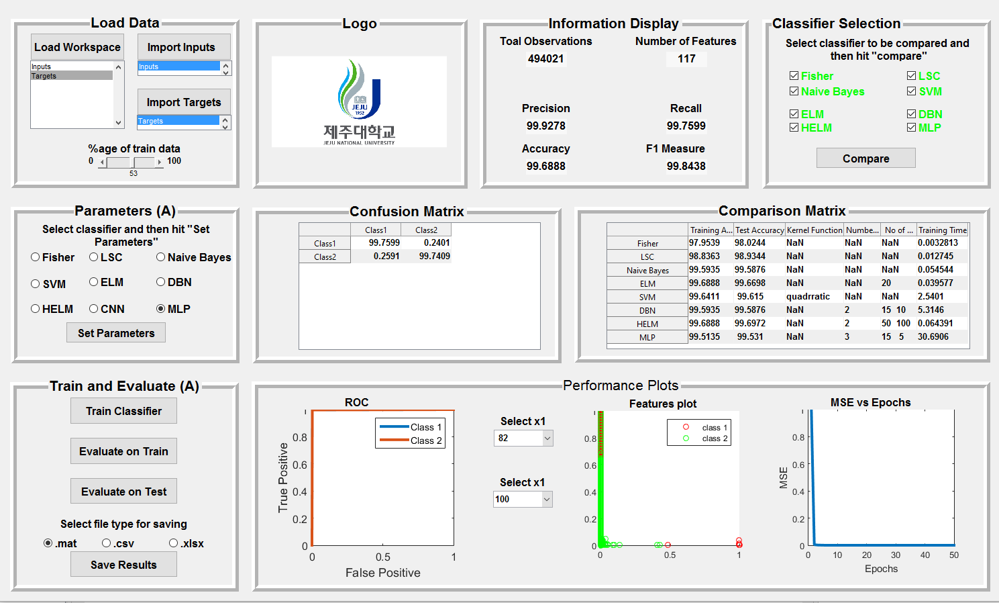 Load Data
Load Workspace
Import Inputs
Inputs
Targets
Inputs
Import Targets
Targets
%age of train data
0
100
53
Logo
JEJU
1952
제주대학교
JEJU NATIONAL UNIVERSITY
Information Display
Toal Observations
Number of Features
494021
117
Precision
Recall
99.9278
99.7599
Accuracy
F1 Measure
99.6888
99.8438
Classifier Selection
Select classifier to be compared and
then hit "compare"
Fisher
LSC
Naive Bayes
SVM
ELM
DBN
HELM
MLP
Compare
Parameters (A)
Select classifier and then hit "Set
Parameters"
Fisher LSC Naive Bayes
SVM ELM DBN
HELM CNN MLP
Set Parameters
Confusion Matrix
Class1 Class2
Class1 99.7599 0.2401
Class2 0.2591 99.7409
Comparison Matrix
Training A... Test Accuracy Kernel Function Numbe... No of ... Training Time
Fisher 97.9539 98.0244 NaN NaN NaN 0.0032813
LSC 98.8363 98.9344 NaN NaN NaN 0.012745
Naive Bayes 99.5935 99.5876 NaN NaN NaN 0.054544
ELM 99.6888 99.6698 NaN NaN 20 0.039577
SVM 99.6411 99.615 quadrratic NaN NaN 2.5401
DBN 99.5935 99.5876 NaN 2 15 10 5.3146
HELM 99.6888 99.6972 NaN 2 50 100 0.064391
MLP 99.5135 99.531 NaN 3 15 5 30.6906
Train and Evaluate (A)
Train Classifier
Evaluate on Train
Evaluate on Test
Select file type for saving
.mat .csv .xlsx
Save Results
Performance Plots
ROC
1
0.8
0.6
0.4
0.2
0
True Positive
Class 1
Class 2
0 0.5 1
False Positive
Select x1
82
Select x1
100
Features plot
1
0.8
0.6
0.4
0.2
0
class 1
class 2
0 0.5 1
MSE vs Epochs
1
0.8
0.6
0.4
0.2
0
MSE
0 10 20 30 40 50
Epochs